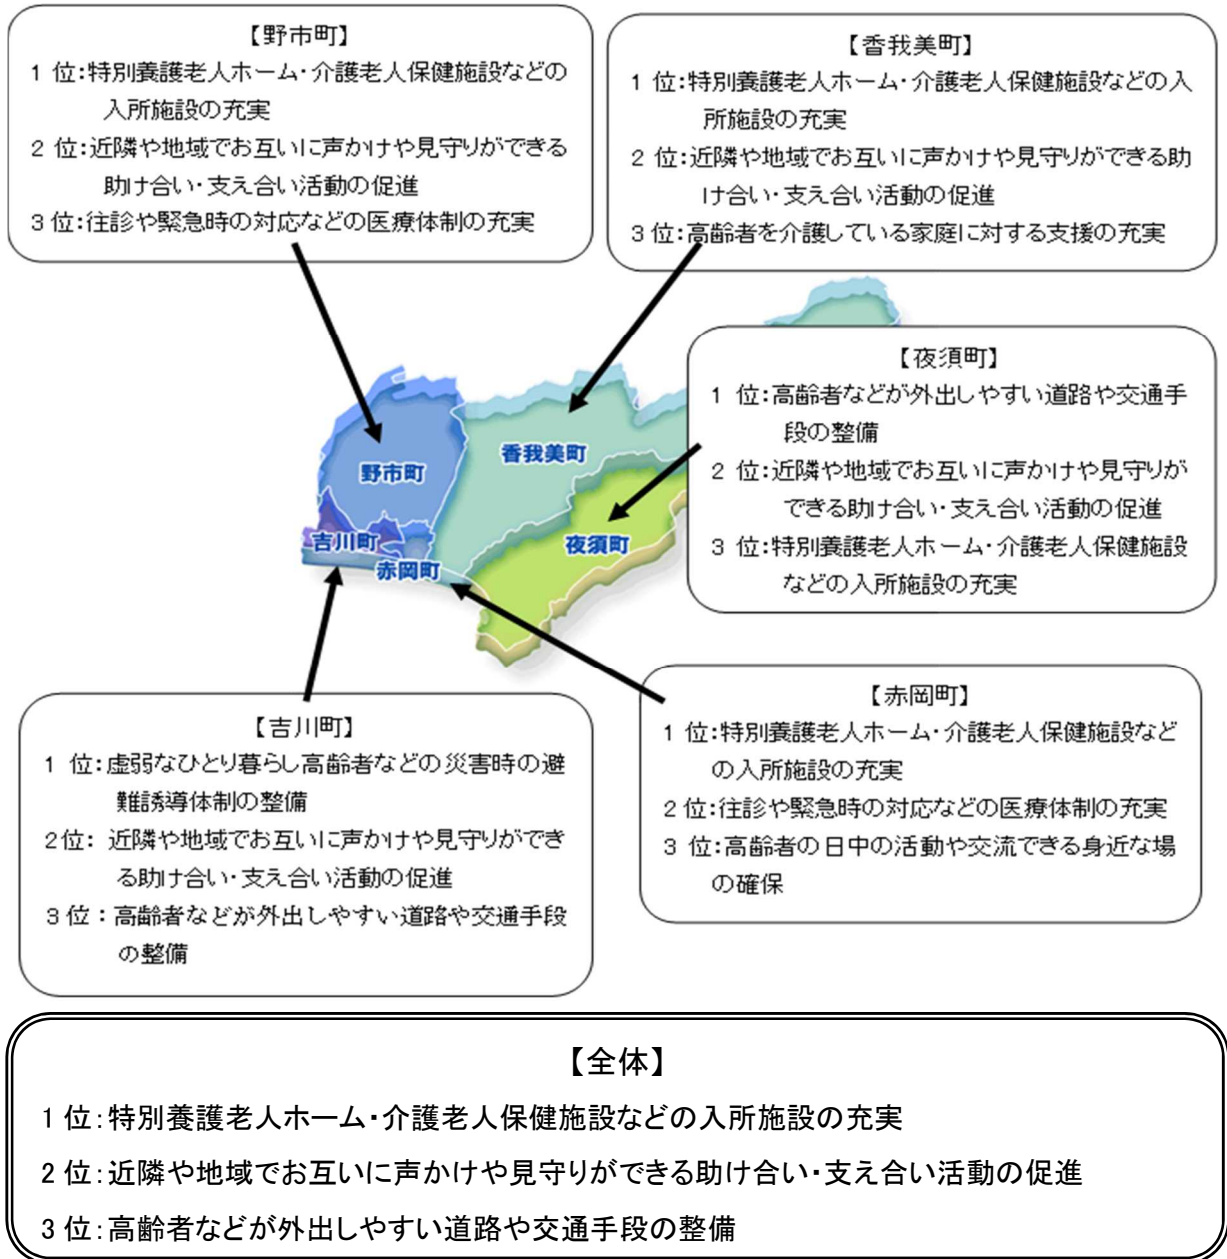 【野市町】
1 位:特別養護老人ホーム・介護老人保健施設などの
入所施設の充実
2 位:近隣や地域でお互いに声かけや見守りができる
助け合い・支え合い活動の促進
3 位:往診や緊急時の対応などの医療体制の充実
【香我美町】
1 位:特別養護老人ホーム・介護老人保健施設などの入
所施設の充実
2 位:近隣や地域でお互いに声かけや見守りができる助
け合い・支え合い活動の促進
3 位:高齢者を介護している家庭に対する支援の充実
【夜須町】
1 位:高齢者などが外出しやすい道路や交通手
段の整備
2 位:近隣や地域でお互いに声かけや見守りが
できる助け合い・支え合い活動の促進
3 位:特別養護老人ホーム・介護老人保健施設
などの入所施設の充実
香我美町
野市町
吉川町
夜須町
赤岡町
【吉川町】
1 位:虚弱なひとり暮らし高齢者などの災害時の避
難誘導体制の整備
2位: 近隣や地域でお互いに声かけや見守りができ
る助け合い・支え合い活動の促進
3 位:高齢者などが外出しやすい道路や交通手段
の整備
【赤岡町】
1 位:特別養護老人ホーム・介護老人保健施設など
の入所施設の充実
2 位:往診や緊急時の対応などの医療体制の充実
3 位:高齢者の日中の活動や交流できる身近な場
の確保
【全体】
1 位:特別養護老人ホーム・介護老人保健施設などの入所施設の充実
2 位:近隣や地域でお互いに声かけや見守りができる助け合い・支え合い活動の促進
3 位:高齢者などが外出しやすい道路や交通手段の整備